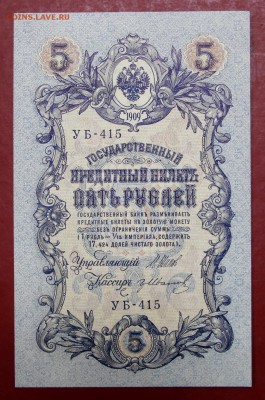 COINS.LAVE.RU
5 5
1909
УБ-415
ГОСУДАРСТВЕННЫЙ
КРЕДИТНЫЙ БИЛЕТЪ
ПЯТЬ РУБЛЕЙ
ГОСУДАРСТВЕННЫЙ БАНКЪ РАЗМѢНИВАЕТЪ
КРЕДИТНЫЕ БИЛЕТЫ НА ЗОЛОТУЮ МОНЕТУ
БЕЗЪ ОГРАНИЧЕНІЯ СУММЫ
(1 РУБЛЬ = 1/15 ИМПЕРІАЛА, СОДЕРЖИТЪ
17,424 ДОЛЕЙ ЧИСТАГО ЗОЛОТА).
Управляющій
Кассиръ
УБ-415
5